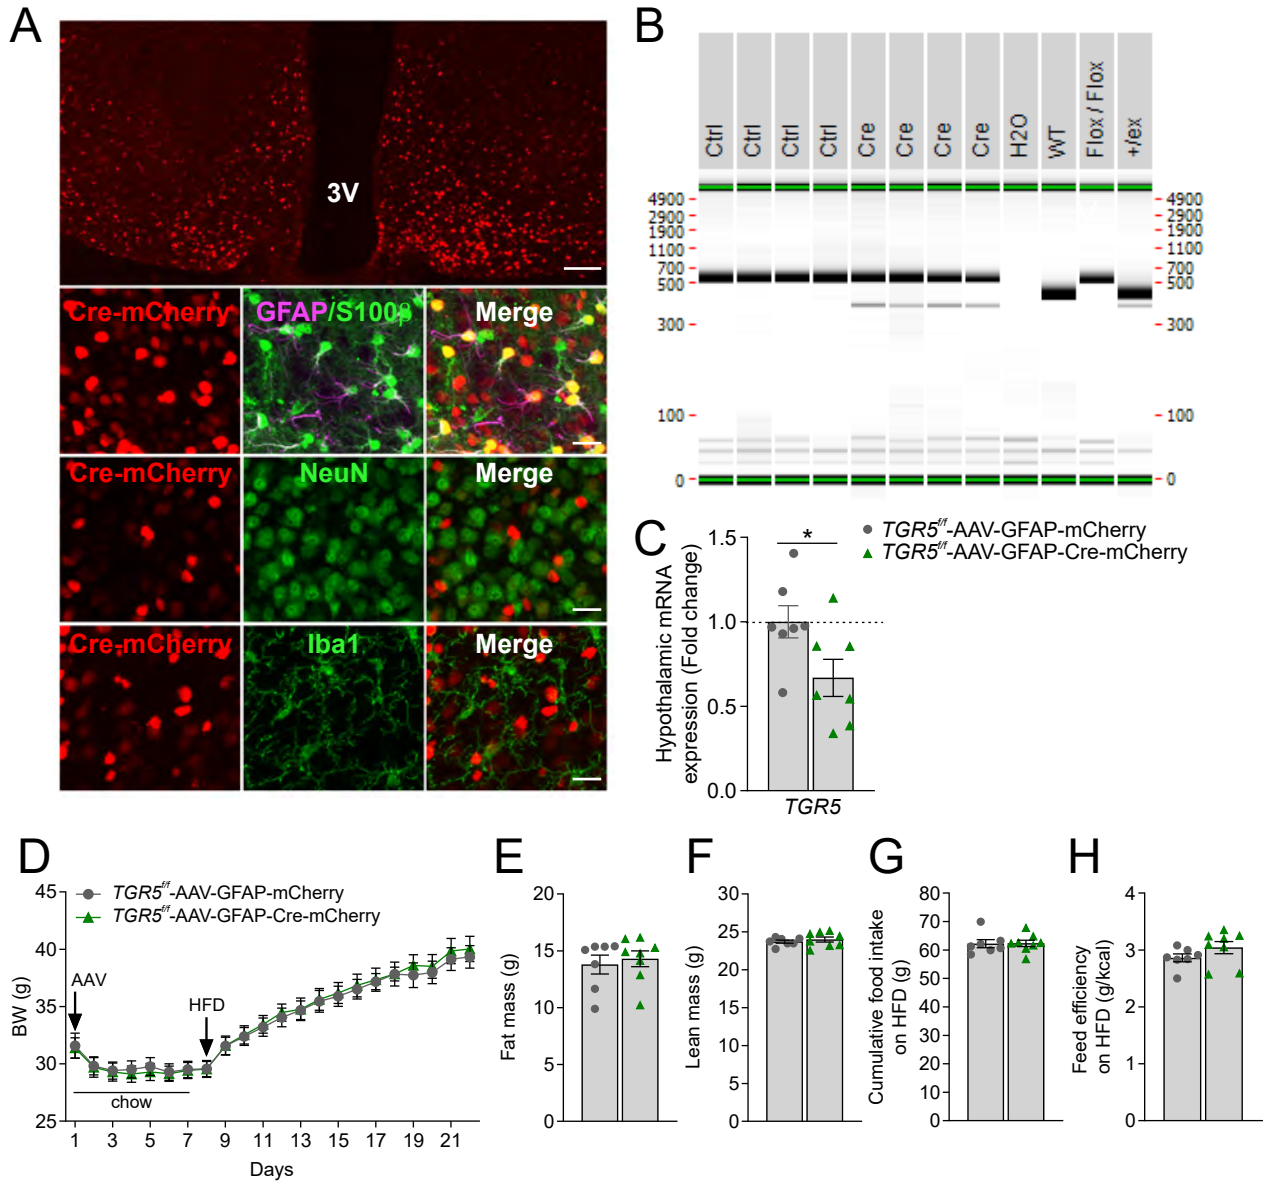 A
3V
Cre-mCherry
GFAP/S100β
Merge
Cre-mCherry
NeuN
Merge
Cre-mCherry
Iba1
Merge
B
Ctrl
Ctrl
Ctrl
Ctrl
Cre
Cre
Cre
Cre
H2O
WT
Flox / Flox
+/ex
4900
2900
1900
1100
700
500
300
100
0
4900
2900
1900
1100
700
500
300
100
0
C
TGR5f/f-AAV-GFAP-mCherry
TGR5f/f-AAV-GFAP-Cre-mCherry
Hypothalamic mRNA
expression (Fold change)
1.5
1.0
0.5
0.0
*
TGR5
D
TGR5f/f-AAV-GFAP-mCherry
TGR5f/f-AAV-GFAP-Cre-mCherry
BW (g)
45
40
35
30
25
AAV
HFD
chow
1 3 5 7 9 11 13 15 17 19 21
Days
E
Fat mass (g)
20
15
10
5
0
F
Lean mass (g)
30
25
20
15
10
5
0
G
Cumulative food intake
on HFD (g)
80
70
60
50
40
30
20
10
0
H
Feed efficiency
on HFD (g/kcal)
4
3
2
1
0